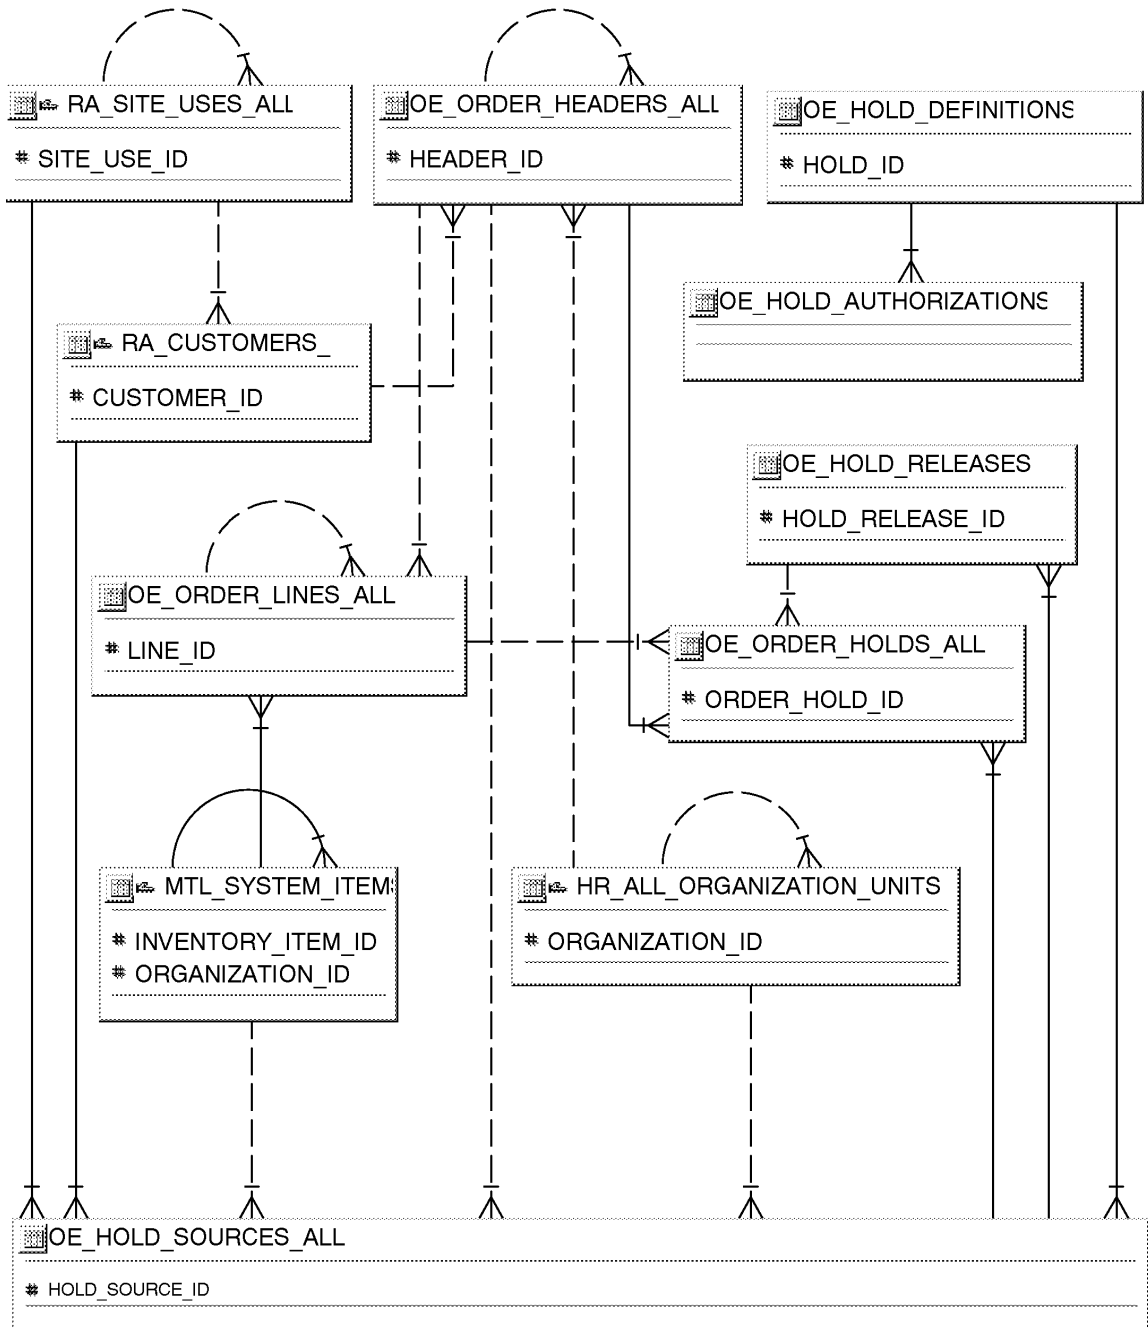 RA_SITE_USES_ALL
# SITE_USE_ID
OE_ORDER_HEADERS_ALL
# HEADER_ID
OE_HOLD_DEFINITIONS
# HOLD_ID
OE_HOLD_AUTHORIZATIONS
RA_CUSTOMERS_
# CUSTOMER_ID
OE_HOLD_RELEASES
# HOLD_RELEASE_ID
OE_ORDER_LINES_ALL
# LINE_ID
OE_ORDER_HOLDS_ALL
# ORDER_HOLD_ID
MTL_SYSTEM_ITEMS
# INVENTORY_ITEM_ID
# ORGANIZATION_ID
HR_ALL_ORGANIZATION_UNITS
# ORGANIZATION_ID
OE_HOLD_SOURCES_ALL
# HOLD_SOURCE_ID